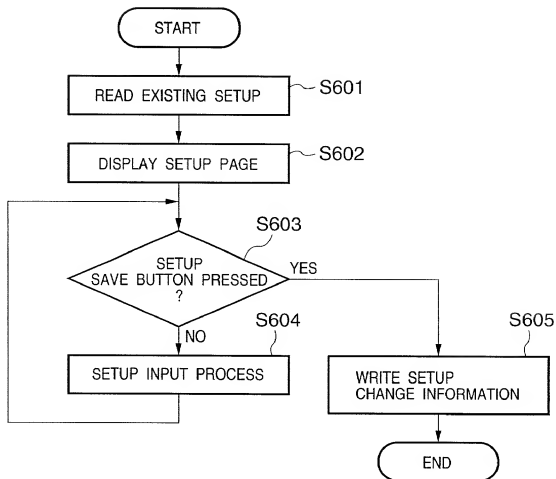 START
READ EXISTING SETUP
S601
DISPLAY SETUP PAGE
S602
S603
SETUP
SAVE BUTTON PRESSED
?
YES
NO
S604
SETUP INPUT PROCESS
S605
WRITE SETUP
CHANGE INFORMATION
END